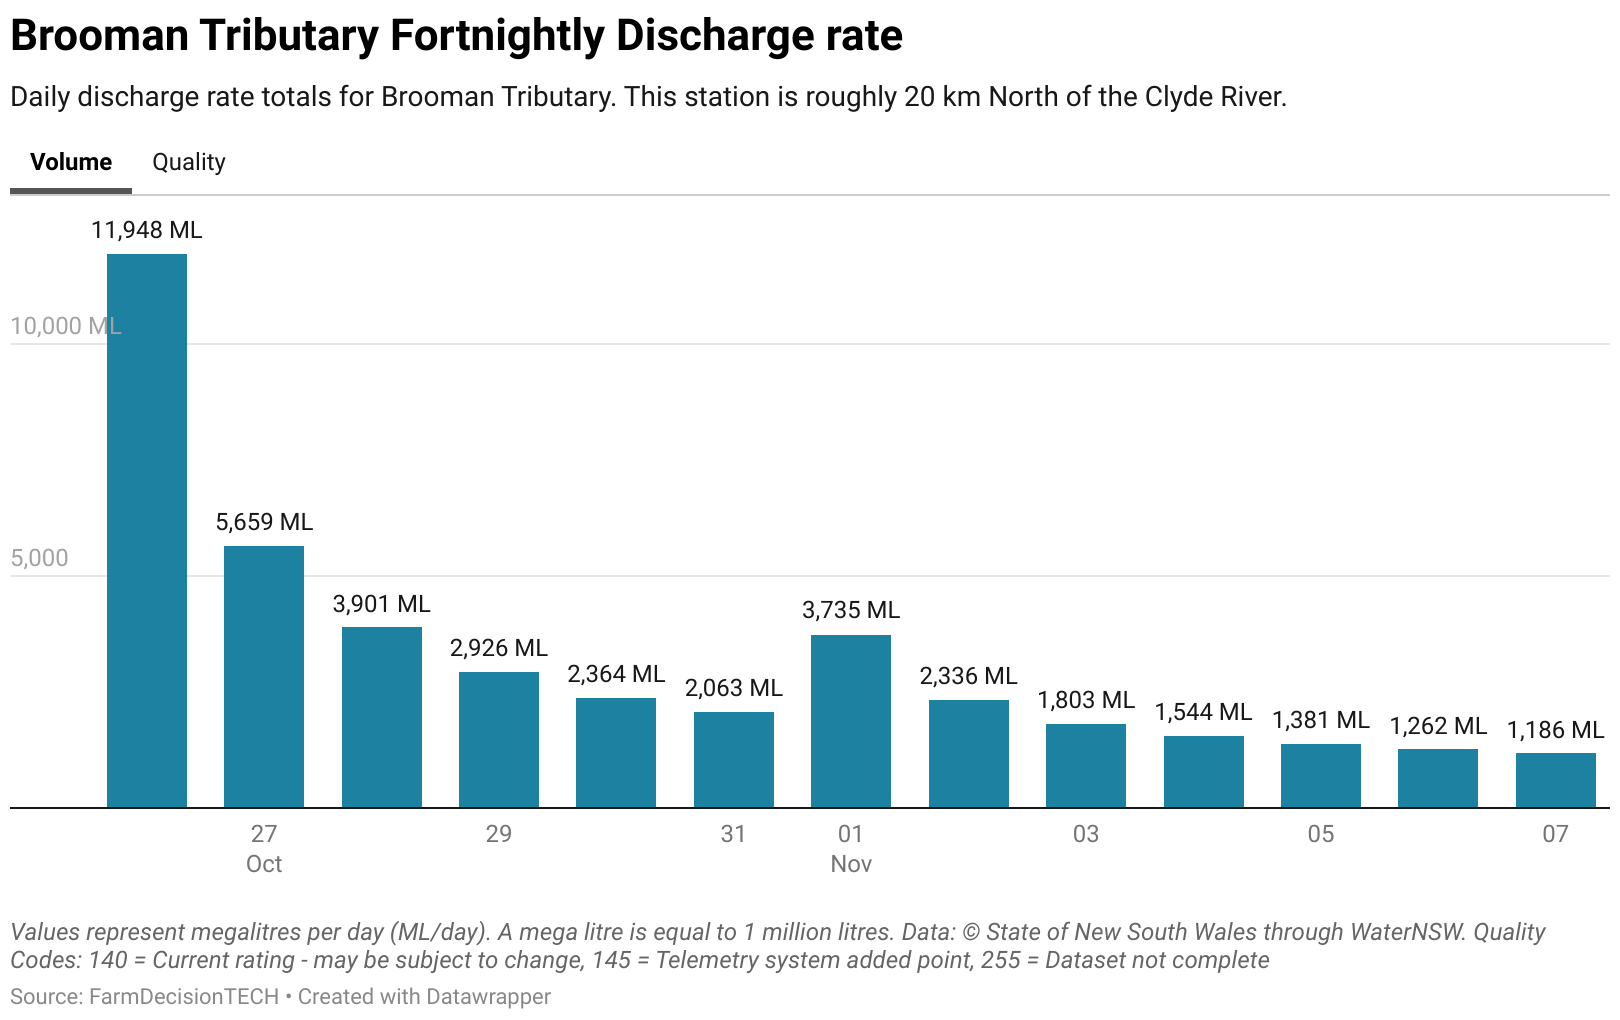 Brooman Tributary Fortnightly Discharge rate
Daily discharge rate totals for Brooman Tributary. This station is roughly 20 km North of the Clyde River.
Volume Quality
11,948 ML
10,000 ML
5,659 ML
5,000
3,901 ML
3,735 ML
2,926 ML
2,364 ML
2,063 ML
2,336 ML
1,803 ML
1,544 ML
1,381 ML
1,262 ML
1,186 ML
27 29 31 01 03 05 07
Oct Nov
Values represent megalitres per day (ML/day). A mega litre is equal to 1 million litres. Data: © State of New South Wales through WaterNSW. Quality
Codes: 140 = Current rating - may be subject to change, 145 = Telemetry system added point, 255 = Dataset not complete
Source: FarmDecisionTECH • Created with Datawrapper